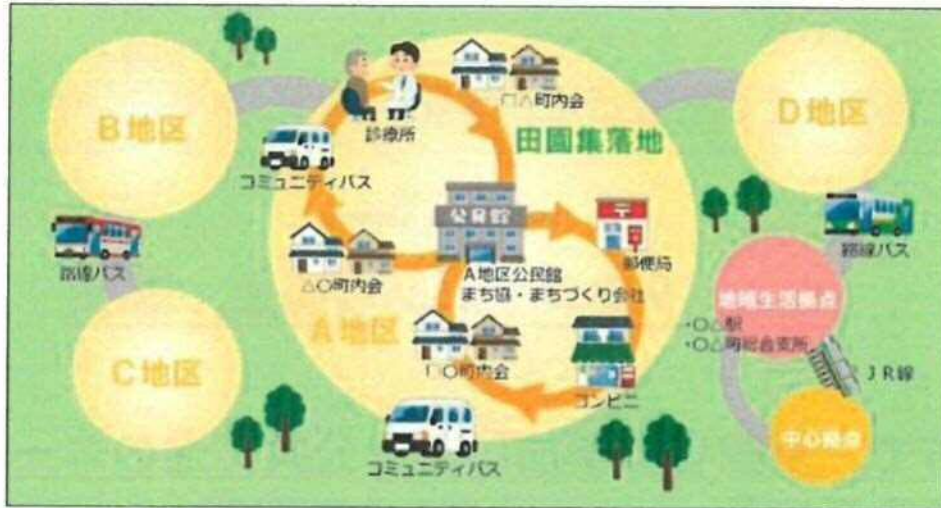 B地区
診療所
□△町内会
田園集落地
D地区
コミュニティバス
公民館
路線バス
△○町内会
A地区公民館
まち協・まちづくり会社
郵便局
路線バス
A地区
地域生活拠点
・○△駅
・○△町総合支所
C地区
□○町内会
コンビニ
JR線
中心拠点
コミュニティバス